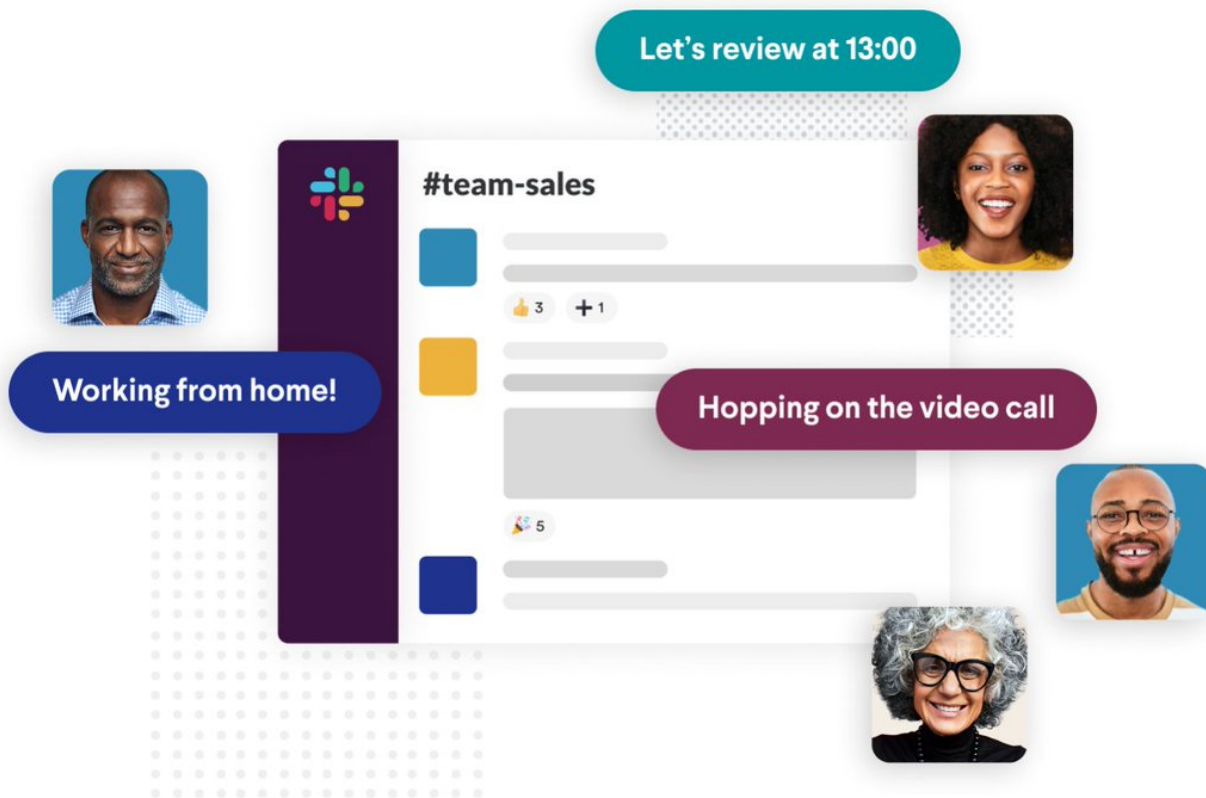 Let’s review at 13:00
#team-sales
👍 3 ➕ 1
Working from home!
Hopping on the video call
🎉 5